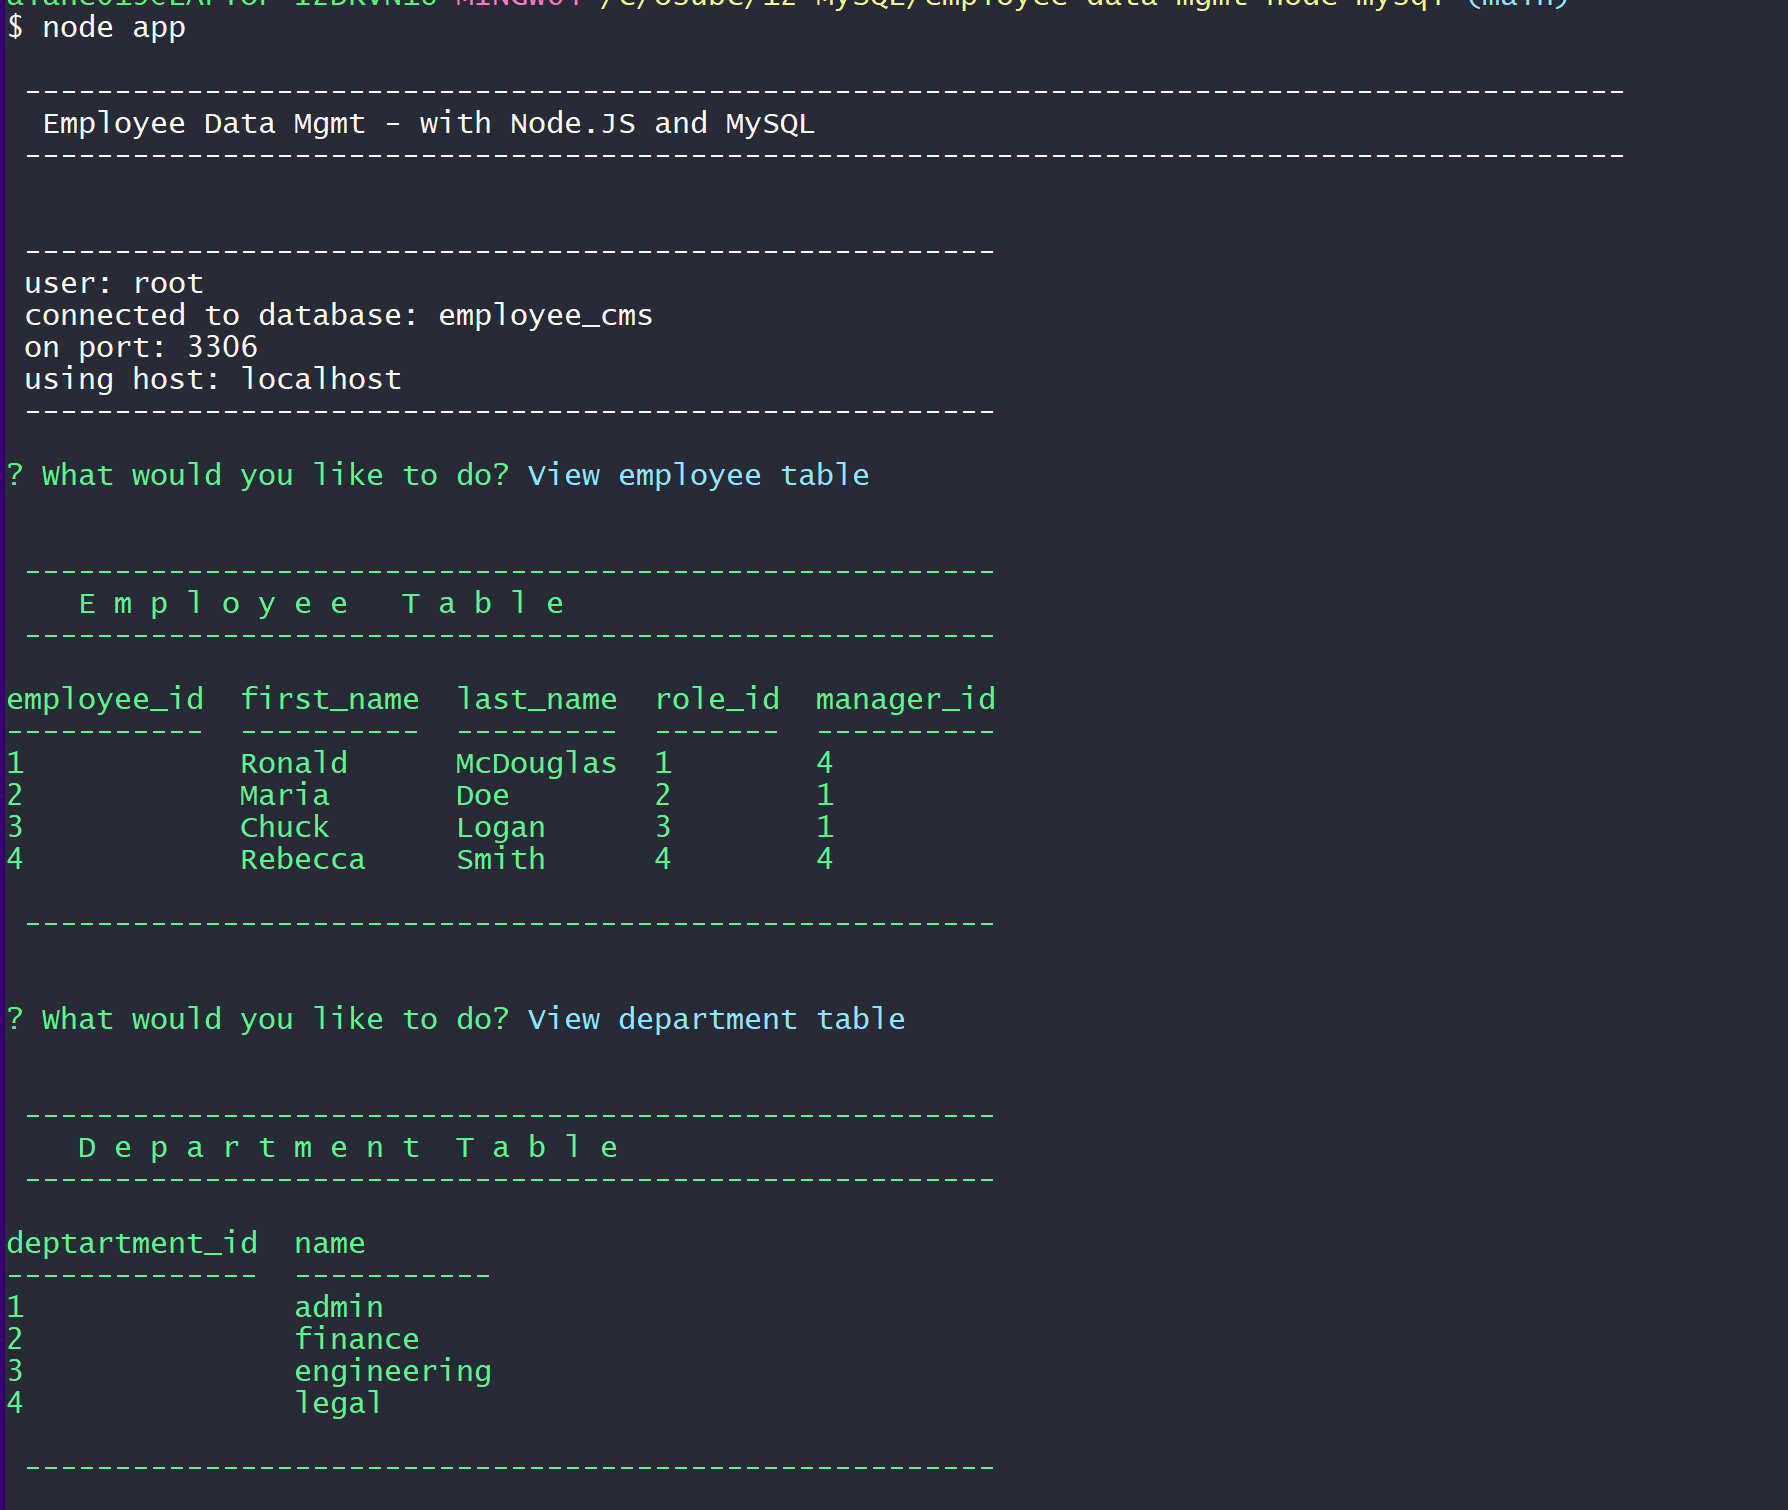 $ node app
-----------------------------------------------------------------------------------------
Employee Data Mgmt - with Node.JS and MySQL
-----------------------------------------------------------------------------------------
------------------------------------------------------
user: root
connected to database: employee_cms
on port: 3306
using host: localhost
------------------------------------------------------
? What would you like to do? View employee table
------------------------------------------------------
E m p l o y e e   T a b l e
------------------------------------------------------
employee_id  first_name  last_name  role_id  manager_id
-----------  ----------  ---------  -------  ----------
1            Ronald      McDouglas  1        4
2            Maria       Doe        2        1
3            Chuck       Logan      3        1
4            Rebecca     Smith      4        4
------------------------------------------------------
? What would you like to do? View department table
------------------------------------------------------
D e p a r t m e n t  T a b l e
------------------------------------------------------
deptartment_id  name
--------------  -----------
1               admin
2               finance
3               engineering
4               legal
------------------------------------------------------